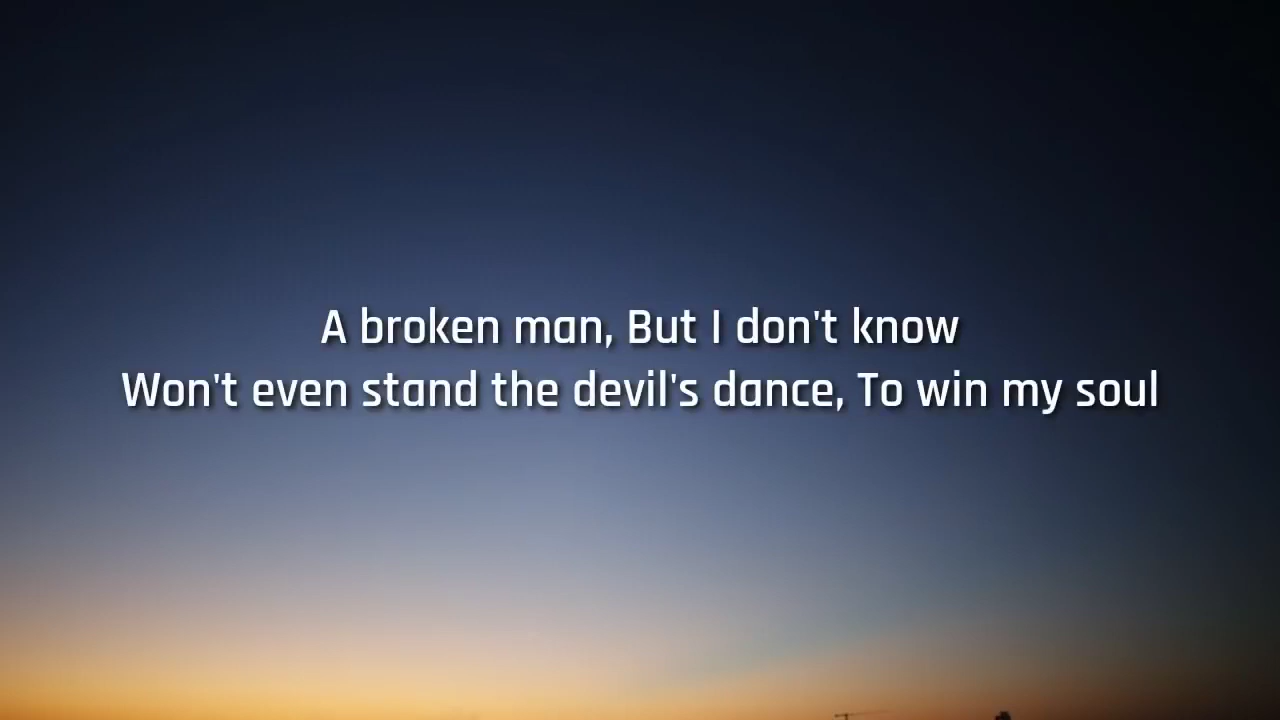 A broken man, But I don't know
Won't even stand the devil's dance, To win my soul